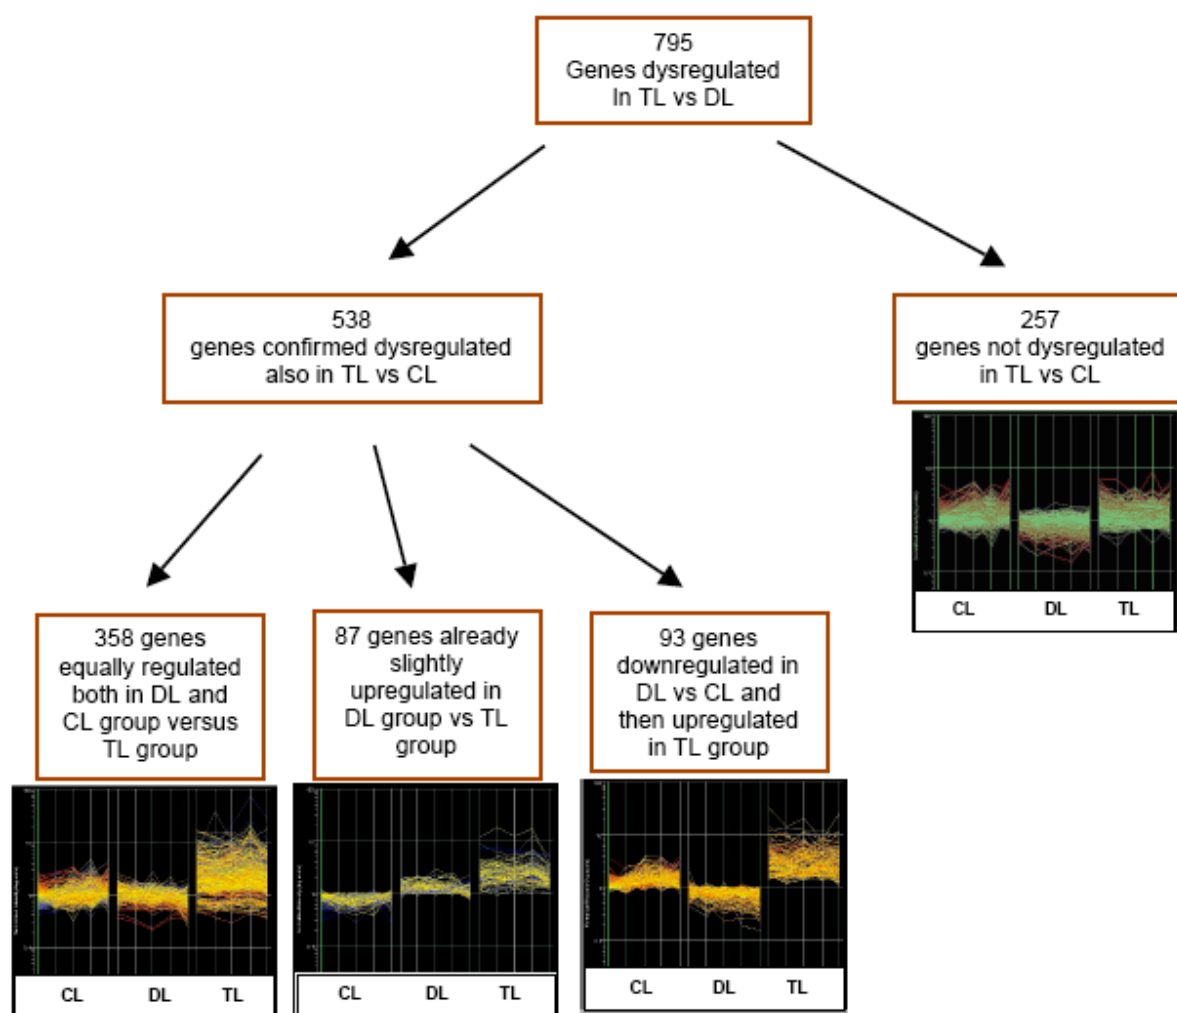 795
Genes dysregulated
In TL vs DL
538
genes confirmed dysregulated
also in TL vs CL
257
genes not dysregulated
in TL vs CL
CL DL TL
358 genes
equally regulated
both in DL and
CL group versus
TL group
87 genes already
slightly
upregulated in
DL group vs TL
group
93 genes
downregulated in
DL vs CL and
then upregulated
in TL group
CL DL TL
CL DL TL
CL DL TL